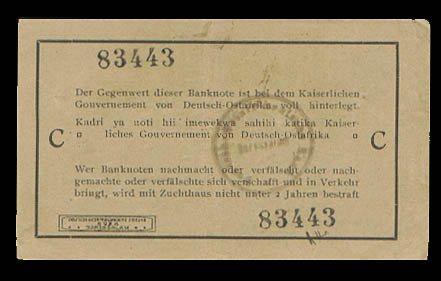 83443
Der Gegenwert dieser Banknote ist bei dem Kaiserlichen
Gouvernement von Deutsch-Ostafrika voll hinterlegt.
Kadri ya noti hii imewekwa sahihi katika Kaiser-
C ¤ liches Gouvernement von Deutsch-Ostafrika ¤ C
Wer Banknoten nachmacht oder verfälscht oder nach-
gemachte oder verfälschte sich verschafft und in Verkehr
bringt, wird mit Zuchthaus nicht unter 2 Jahren bestraft
83443